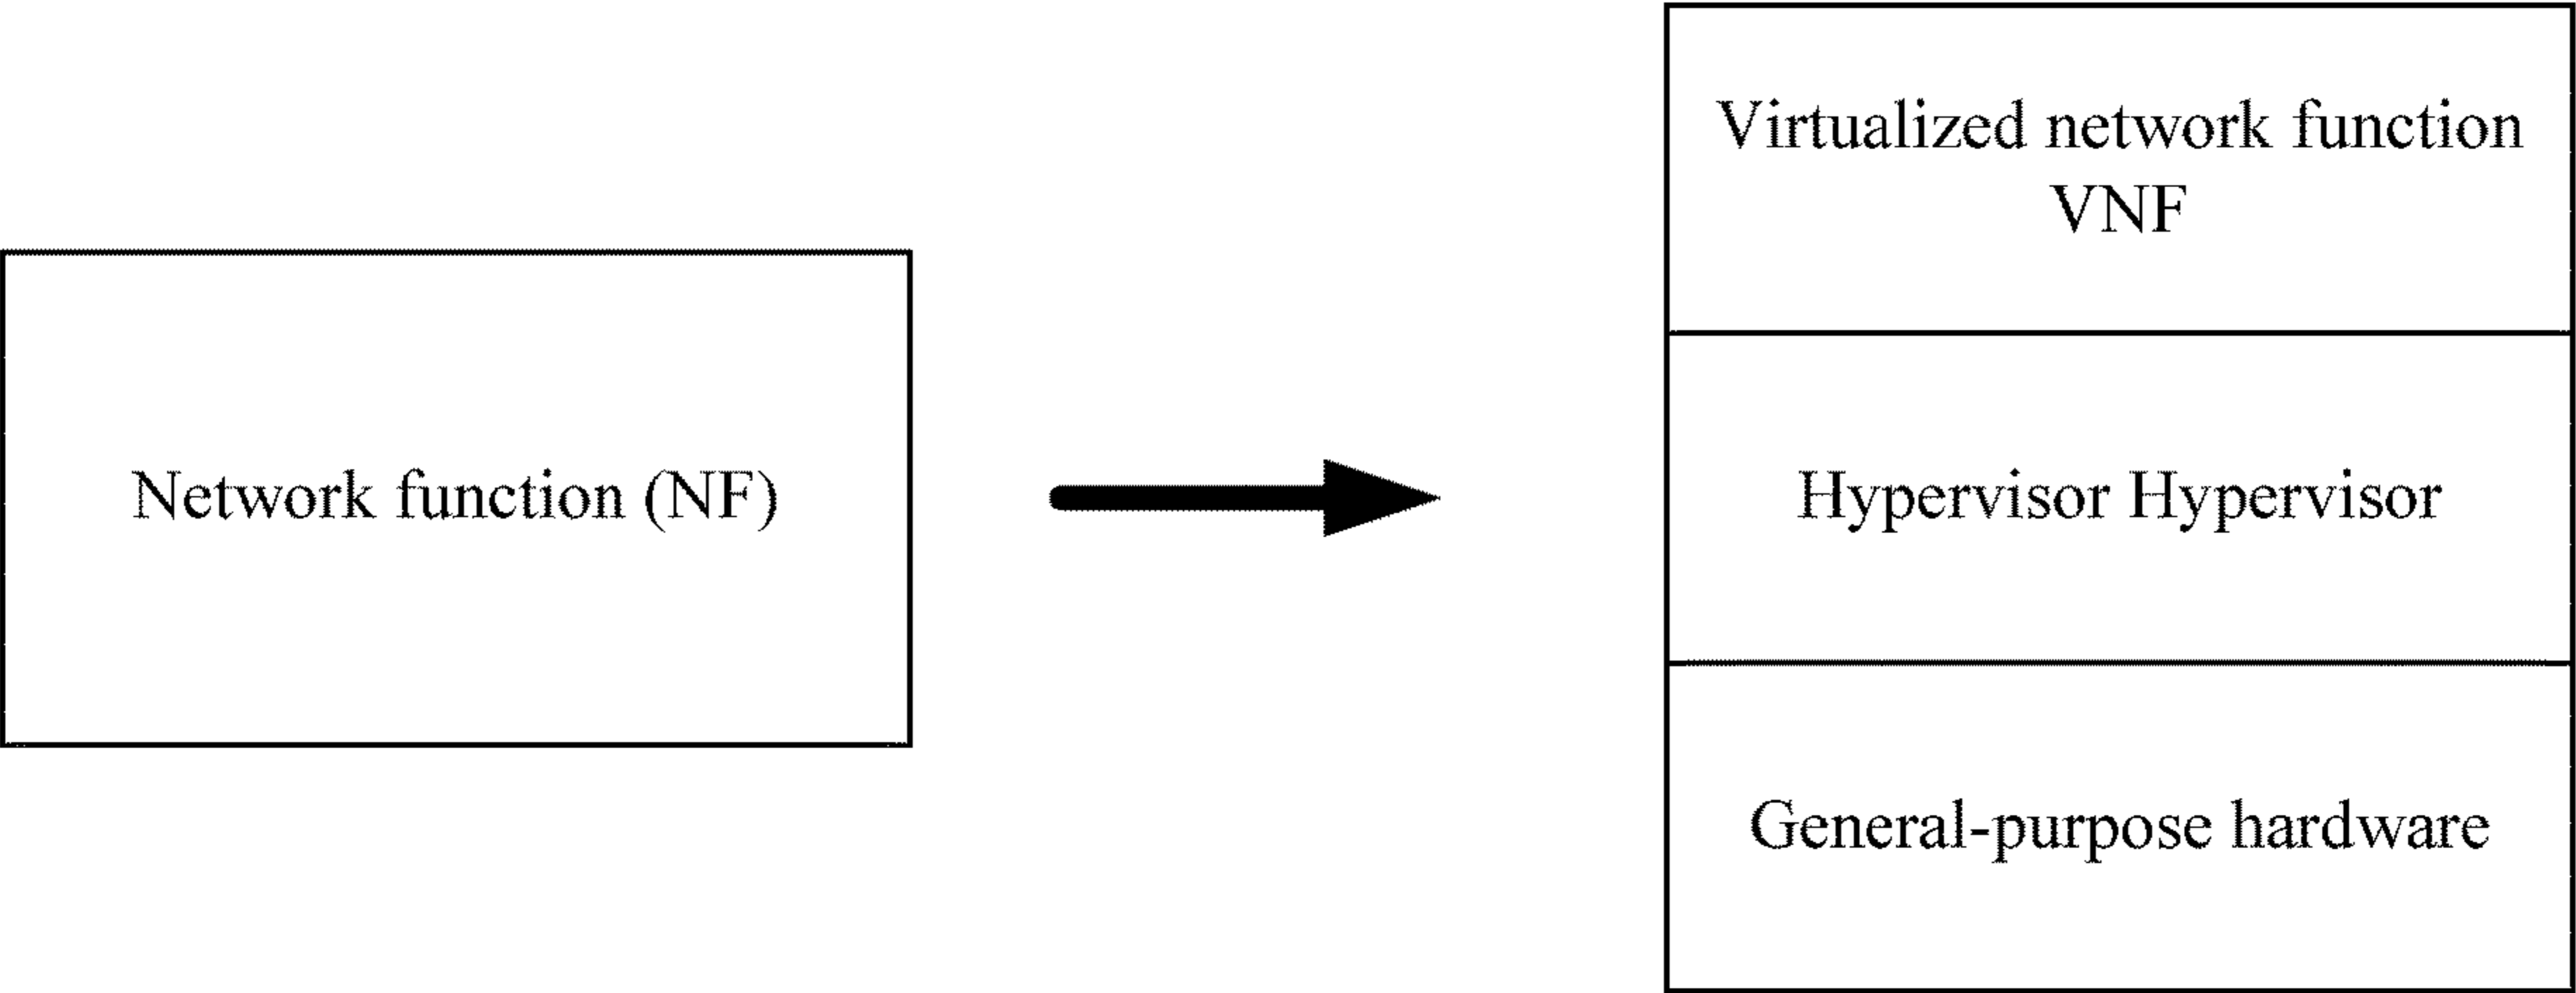 Network function (NF)
Virtualized network function
VNF
Hypervisor Hypervisor
General-purpose hardware